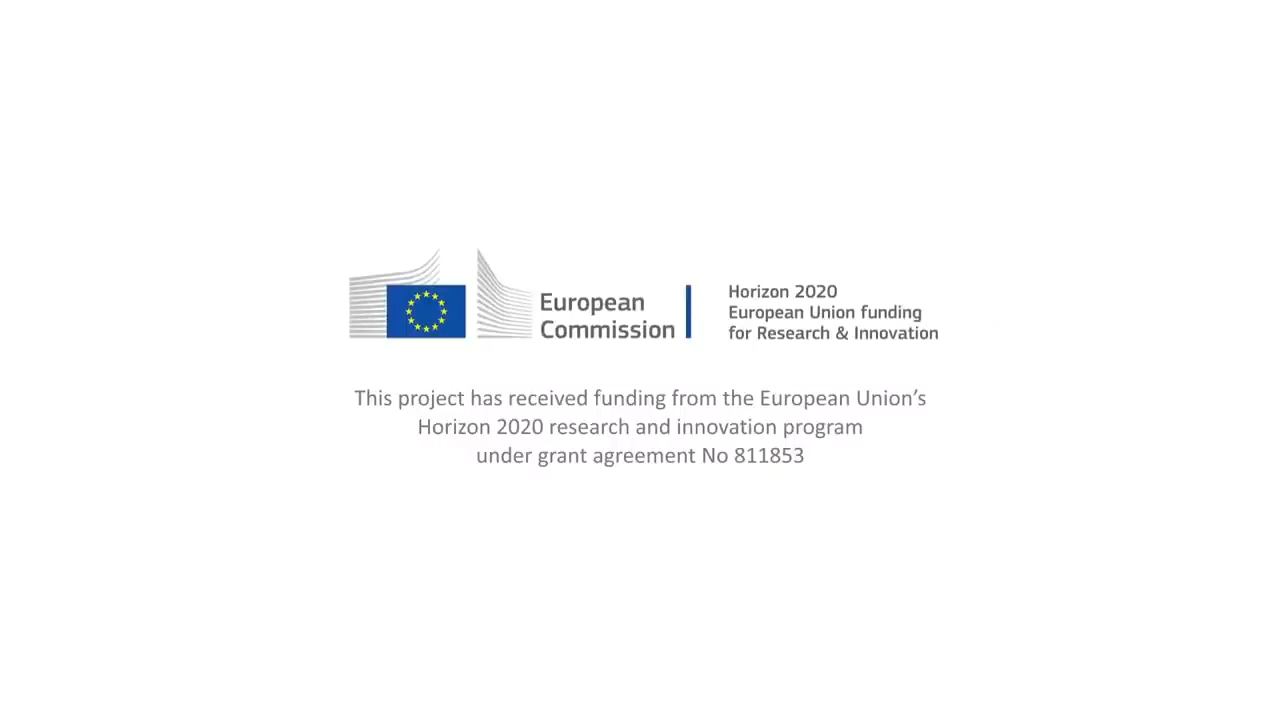 European
Commission
Horizon 2020
European Union funding
for Research & Innovation
This project has received funding from the European Union’s
Horizon 2020 research and innovation program
under grant agreement No 811853